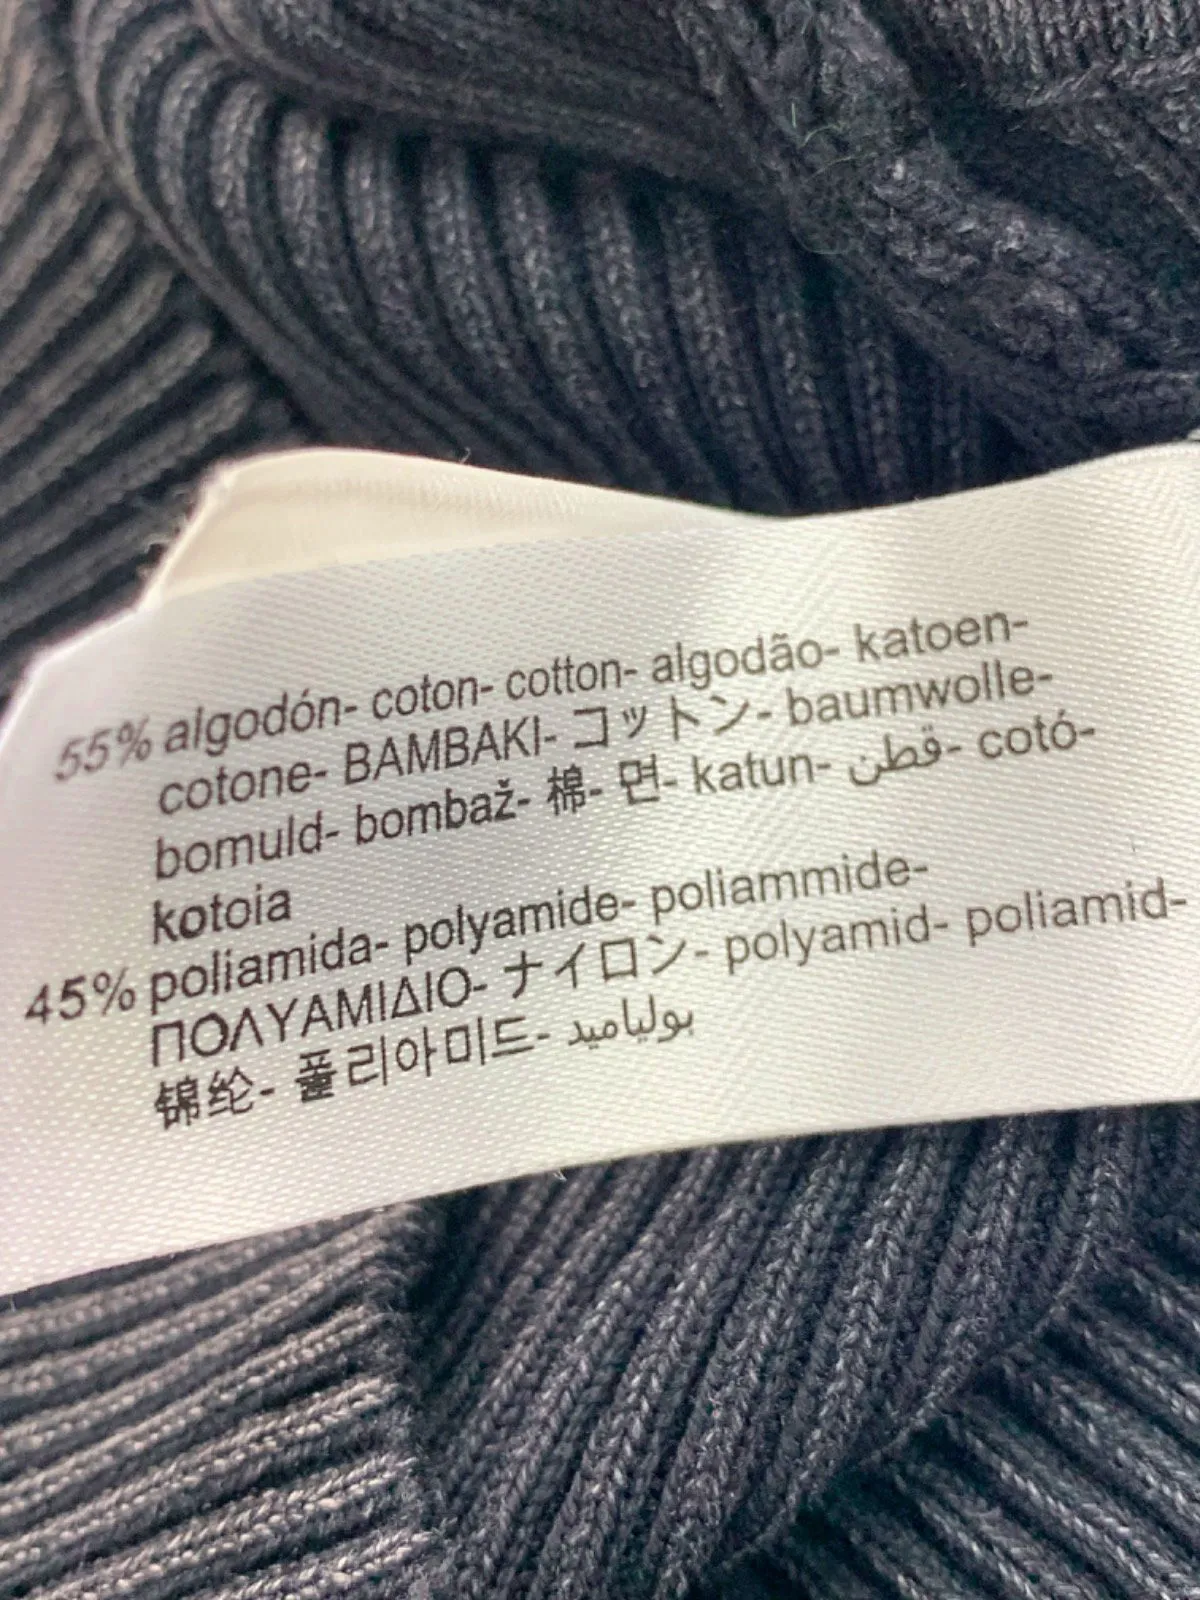 55% algodón- coton- cotton- algodão- katoen-
cotone- BAMBAKI- コットン- baumwolle-
bomuld- bombaž- 棉- 면- katun- قطن- cotó-
kotoia
45% poliamida- polyamide- poliammide-
ΠΟΛΥΑΜΙΔΙΟ- ナイロン- polyamid- poliamid-
锦纶- 폴리아미드- بولياميد